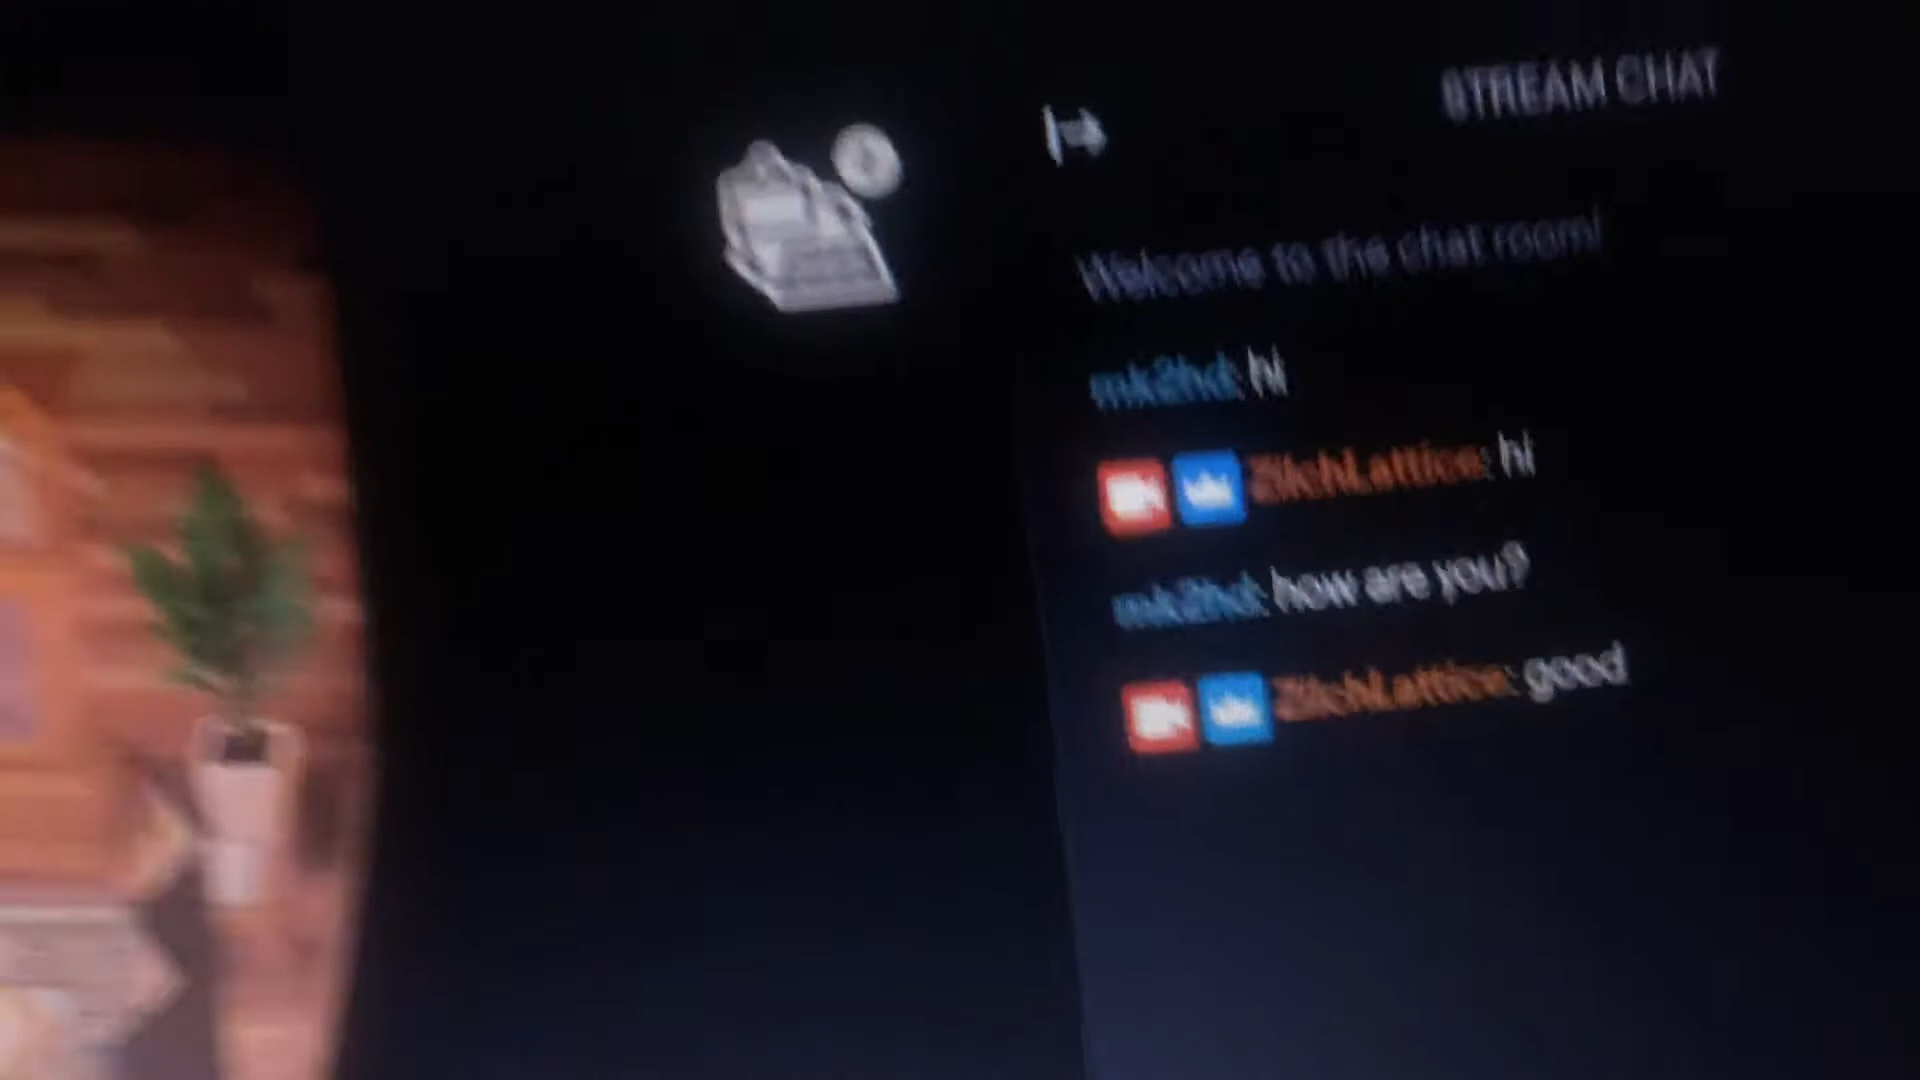 STREAM CHAT
Welcome to the chat room!
mk2hd: hi
ZilchLattice: hi
mk2hd: how are you?
ZilchLattice: good